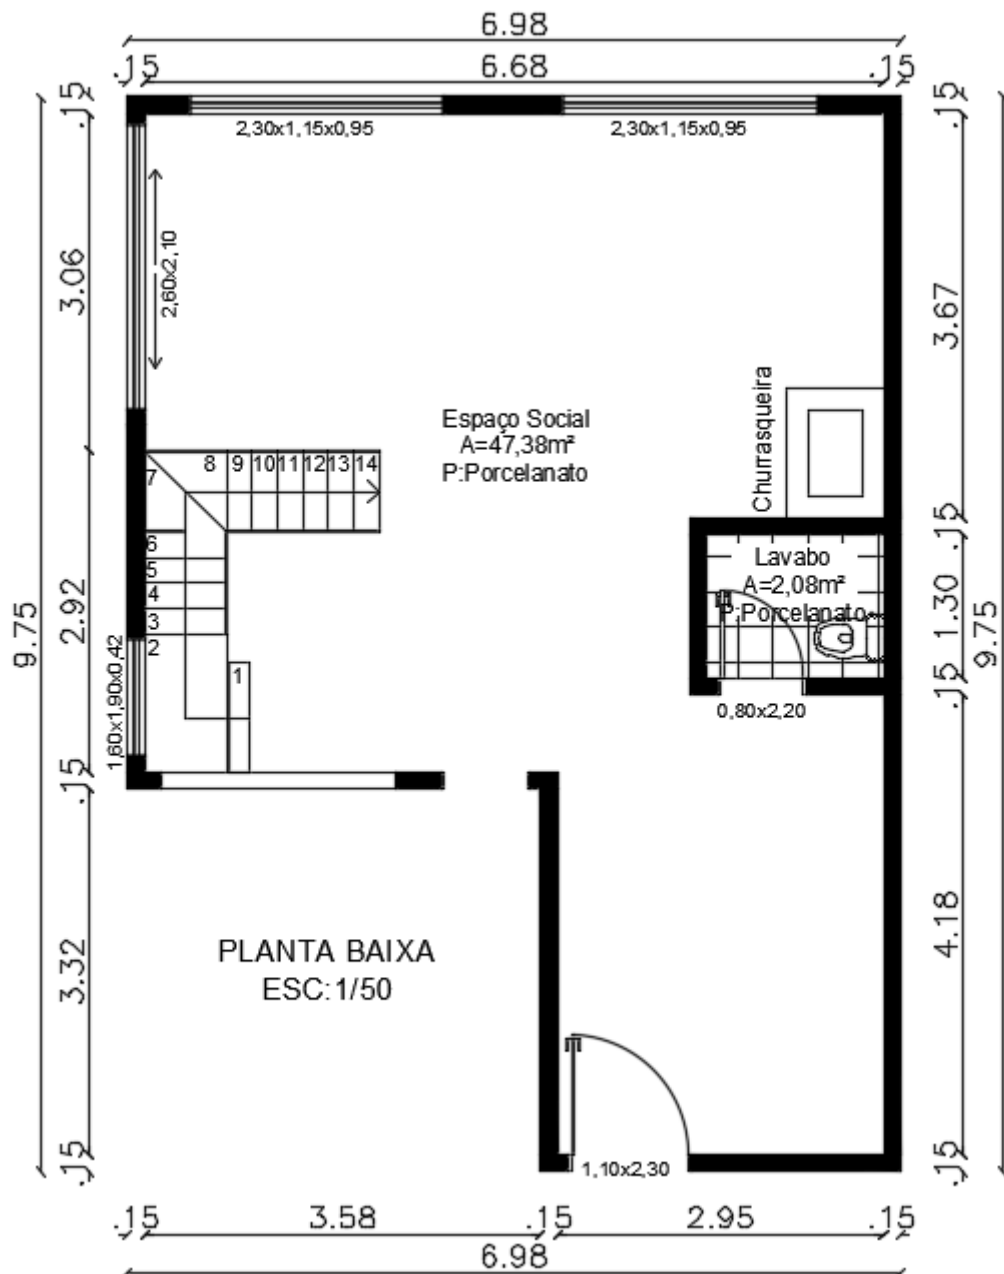 6.98
.15 6.68 .15
2,30x1,15x0,95 2,30x1,15x0,95
.15
3.06
2.92
.15
3.32
.15
9.75
2,60x2,10
1,60x1,90x0,42
Espaço Social
A=47,38m²
P:Porcelanato
Churrasqueira
7 8 9 10 11 12 13 14
6
5
4
3
2
1
Lavabo
A=2,08m²
P:Porcelanato
0,80x2,20
.15
3.67
.15
1.30
.15
4.18
.15
9.75
PLANTA BAIXA
ESC:1/50
1,10x2,30
.15 3.58 .15 2.95 .15
6.98